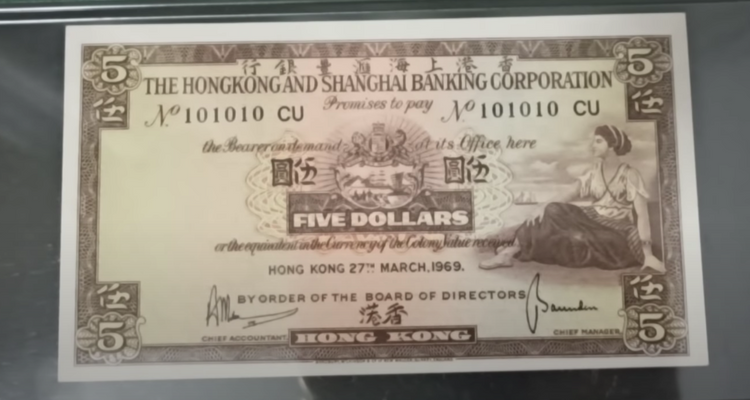 行銀豐滙海上港香
5 THE HONGKONG AND SHANGHAI BANKING CORPORATION 5
伍 伍
Promises to pay
No 101010 CU No 101010 CU
the Bearer on demand at its Office here
圓伍 圓伍
FIVE DOLLARS
or the equivalent in the Currency of the Colony Value received
HONG KONG 27TH MARCH, 1969.
BY ORDER OF THE BOARD OF DIRECTORS
伍 伍
港香
5 HONG KONG 5
CHIEF ACCOUNTANT CHIEF MANAGER